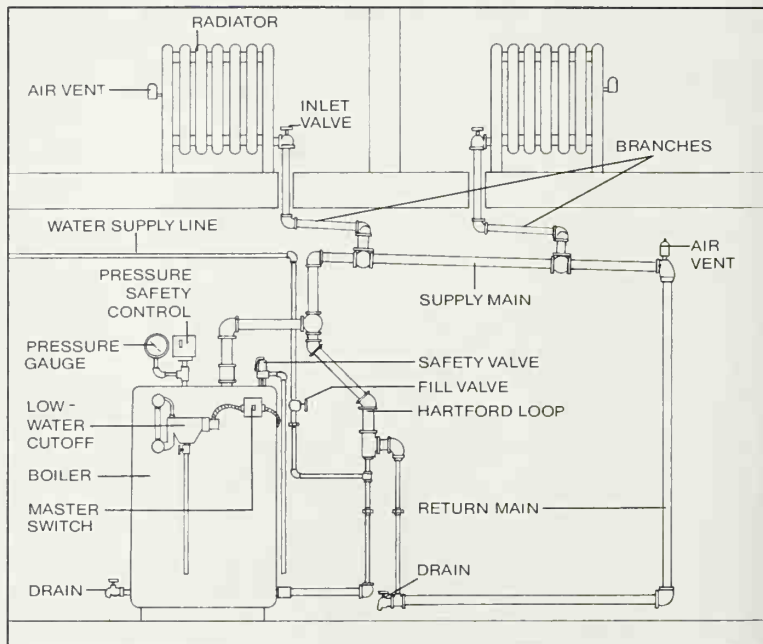 RADIATOR
AIR VENT
INLET
VALVE
BRANCHES
WATER SUPPLY LINE
AIR
VENT
PRESSURE
SAFETY
CONTROL
SUPPLY MAIN
PRESSURE
GAUGE
SAFETY VALVE
FILL VALVE
LOW-
WATER
CUTOFF
HARTFORD LOOP
BOILER
MASTER
SWITCH
RETURN MAIN
DRAIN
DRAIN